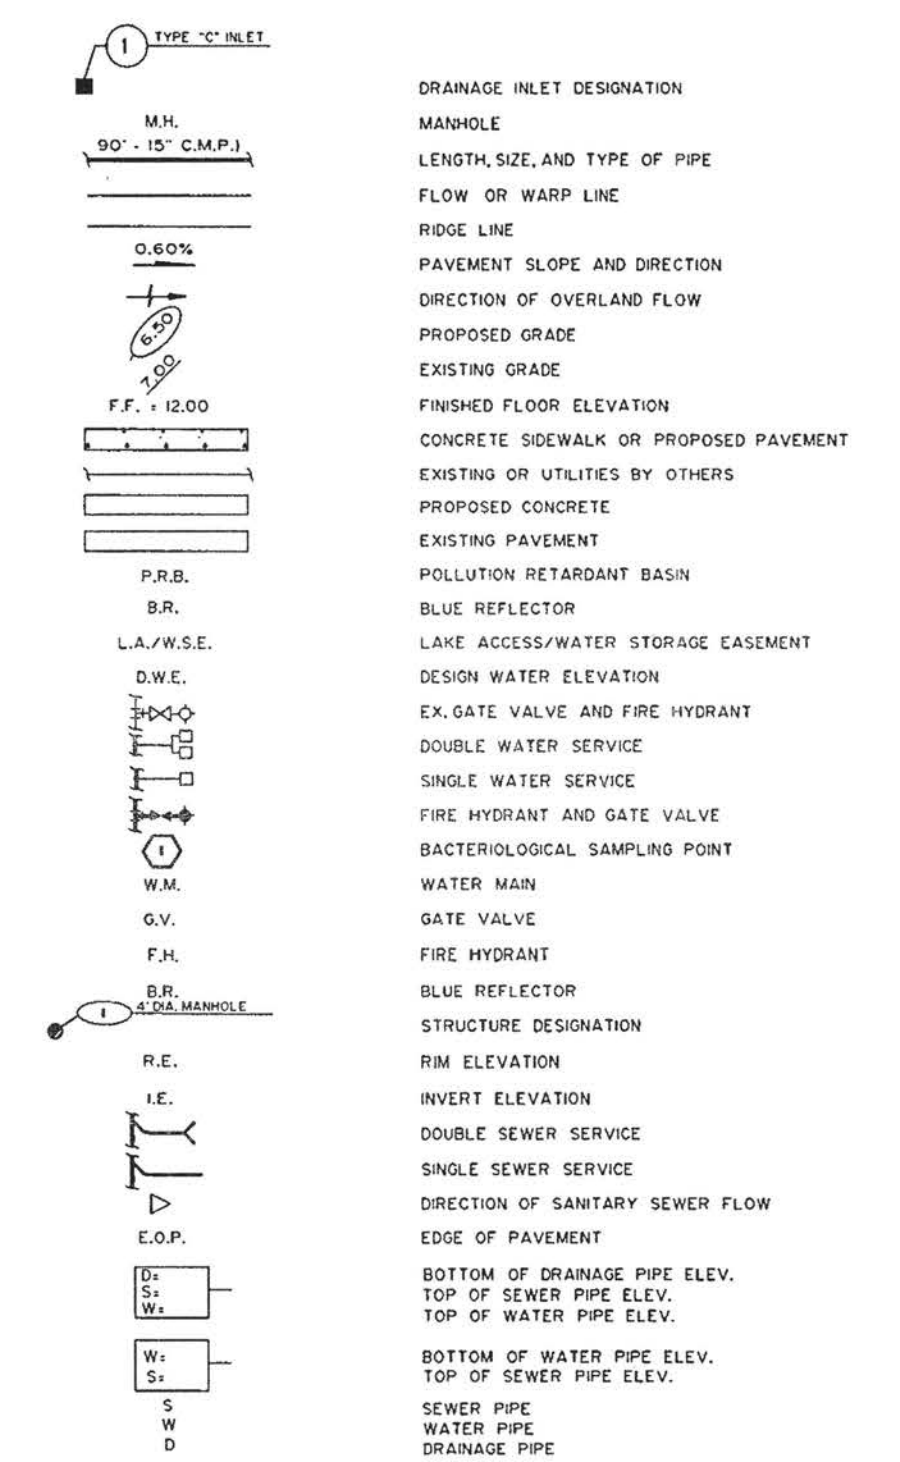 1 TYPE "C" INLET
DRAINAGE INLET DESIGNATION
M.H. MANHOLE
90' - 15" C.M.P.) LENGTH, SIZE, AND TYPE OF PIPE
FLOW OR WARP LINE
RIDGE LINE
0.60% PAVEMENT SLOPE AND DIRECTION
DIRECTION OF OVERLAND FLOW
6.50 PROPOSED GRADE
7.00 EXISTING GRADE
F.F. = 12.00 FINISHED FLOOR ELEVATION
CONCRETE SIDEWALK OR PROPOSED PAVEMENT
EXISTING OR UTILITIES BY OTHERS
PROPOSED CONCRETE
EXISTING PAVEMENT
P.R.B. POLLUTION RETARDANT BASIN
B.R. BLUE REFLECTOR
L.A./W.S.E. LAKE ACCESS/WATER STORAGE EASEMENT
D.W.E. DESIGN WATER ELEVATION
EX. GATE VALVE AND FIRE HYDRANT
DOUBLE WATER SERVICE
SINGLE WATER SERVICE
FIRE HYDRANT AND GATE VALVE
1 BACTERIOLOGICAL SAMPLING POINT
W.M. WATER MAIN
G.V. GATE VALVE
F.H. FIRE HYDRANT
B.R. BLUE REFLECTOR
1 4' DIA. MANHOLE
STRUCTURE DESIGNATION
R.E. RIM ELEVATION
I.E. INVERT ELEVATION
DOUBLE SEWER SERVICE
SINGLE SEWER SERVICE
DIRECTION OF SANITARY SEWER FLOW
E.O.P. EDGE OF PAVEMENT
D= BOTTOM OF DRAINAGE PIPE ELEV.
S= TOP OF SEWER PIPE ELEV.
W= TOP OF WATER PIPE ELEV.
W= BOTTOM OF WATER PIPE ELEV.
S= TOP OF SEWER PIPE ELEV.
S SEWER PIPE
W WATER PIPE
D DRAINAGE PIPE